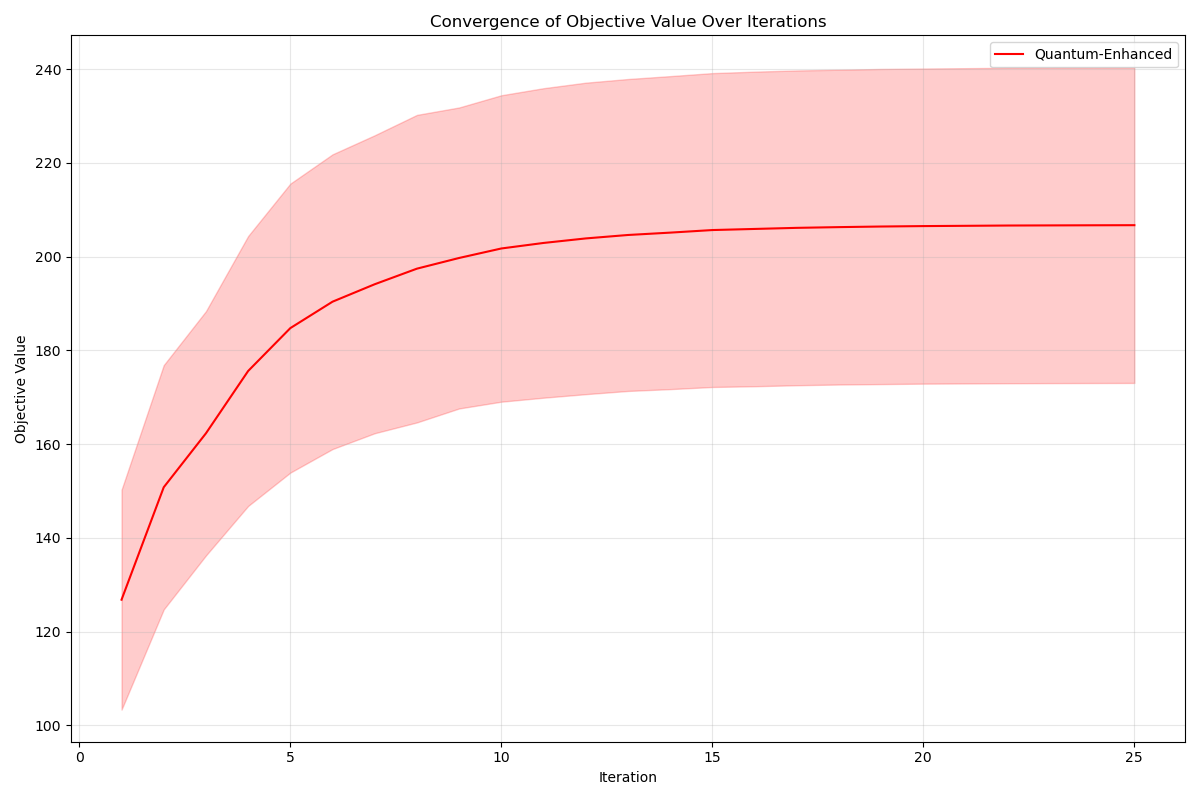 Convergence of Objective Value Over Iterations
Quantum-Enhanced
Objective Value
240
220
200
180
160
140
120
100
0 5 10 15 20 25
Iteration